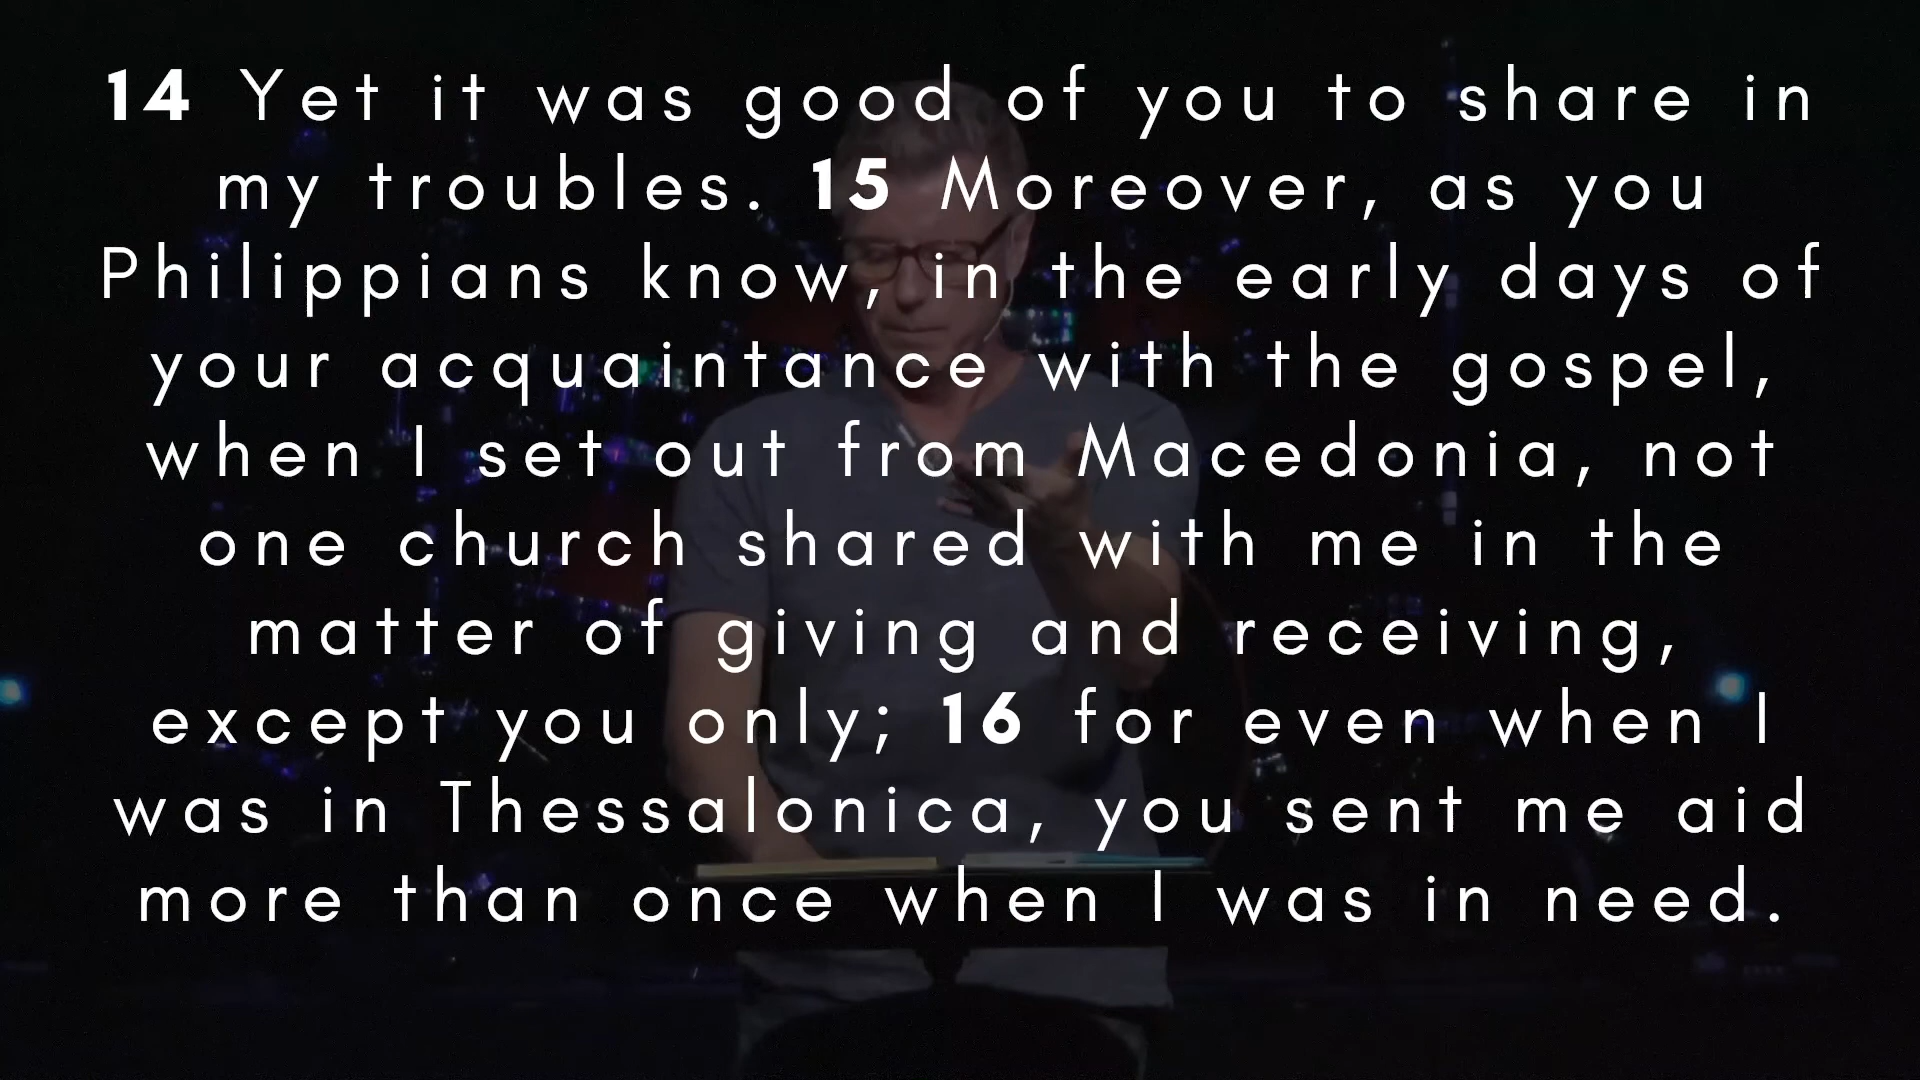 14 Yet it was good of you to share in
my troubles. 15 Moreover, as you
Philippians know, in the early days of
your acquaintance with the gospel,
when I set out from Macedonia, not
one church shared with me in the
matter of giving and receiving,
except you only; 16 for even when I
was in Thessalonica, you sent me aid
more than once when I was in need.